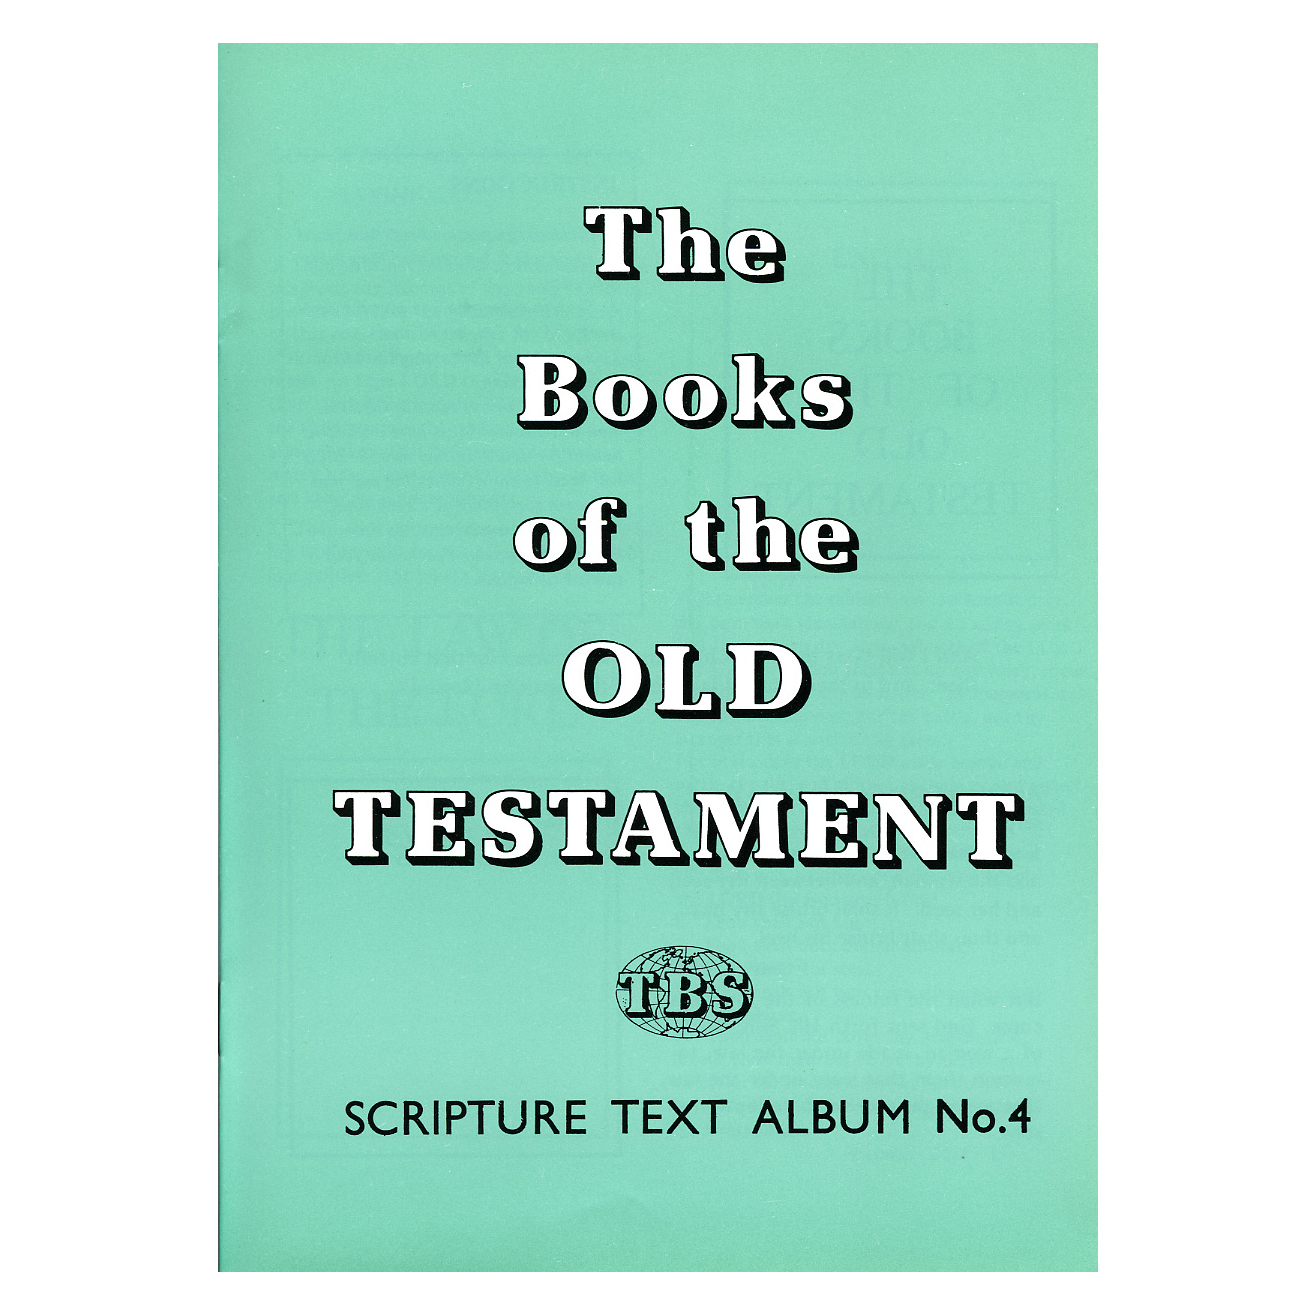 The
Books
of the
OLD
TESTAMENT
TBS
SCRIPTURE TEXT ALBUM No.4